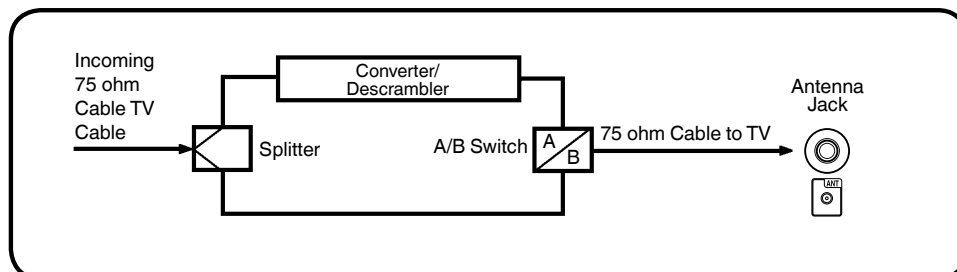 Incoming
75 ohm
Cable TV
Cable
Converter/
Descrambler
Splitter
A/B Switch
A
B
75 ohm Cable to TV
Antenna
Jack
ANT